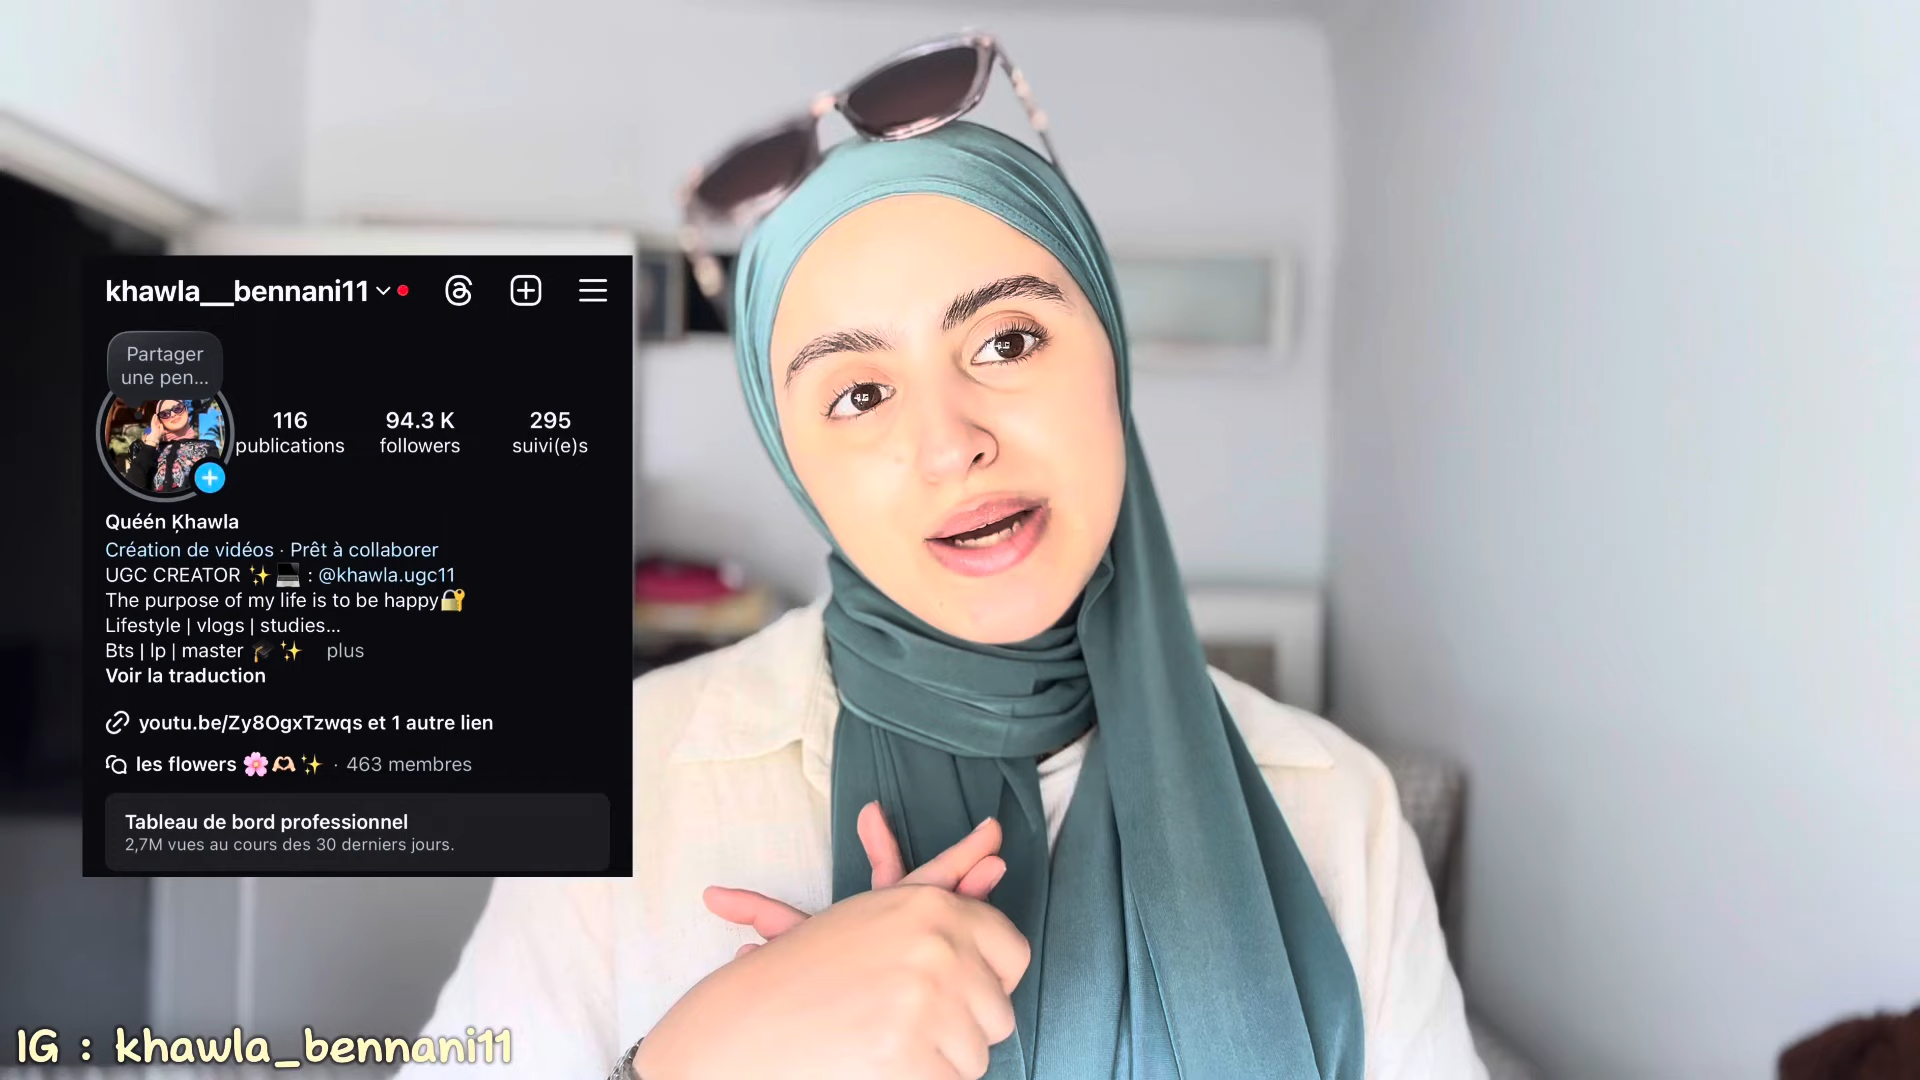 khawla__bennani11
Partager
une pen...
116
publications
94.3 K
followers
295
suivi(e)s
Quéén Ķhawla
Création de vidéos · Prêt à collaborer
UGC CREATOR ✨💻 : @khawla.ugc11
The purpose of my life is to be happy🔐
Lifestyle | vlogs | studies...
Bts | lp | master 🎓✨ plus
Voir la traduction
youtu.be/Zy8OgxTzwqs et 1 autre lien
les flowers 🌸🫶✨ · 463 membres
Tableau de bord professionnel
2,7M vues au cours des 30 derniers jours.
IG : khawla_bennani11